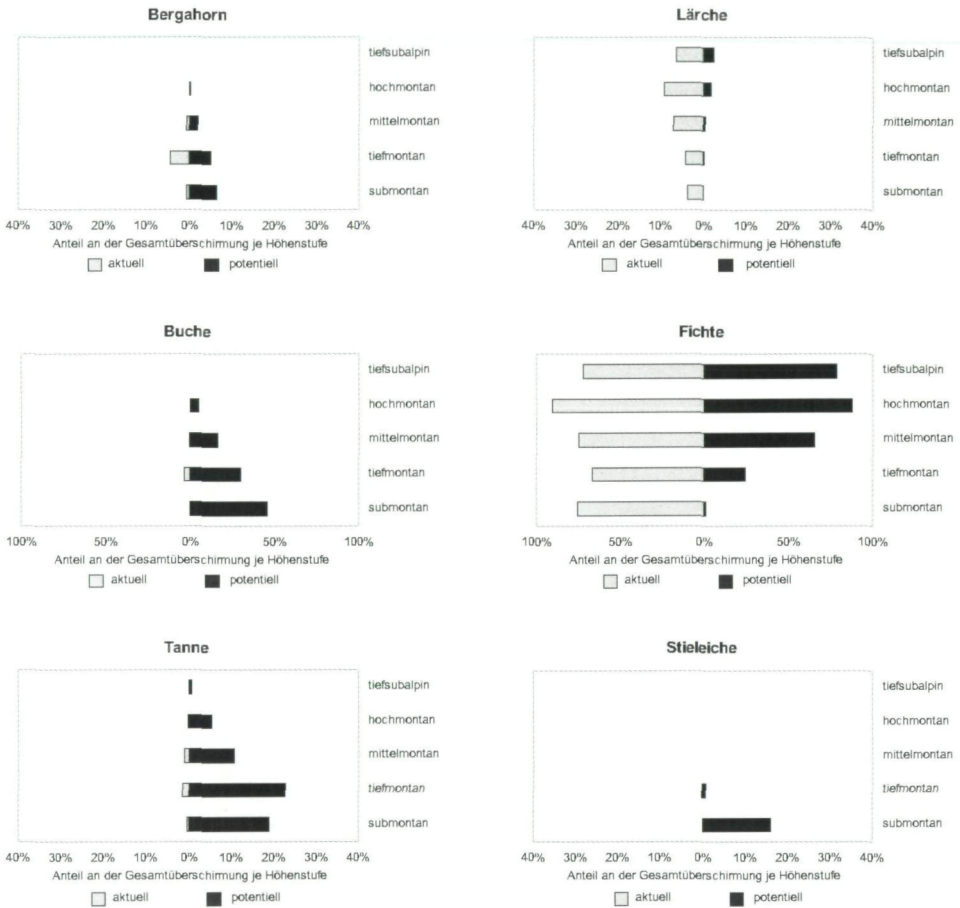 Bergahorn
tiefsubalpin
hochmontan
mittelmontan
tiefmontan
submontan
40% 30% 20% 10% 0% 10% 20% 30% 40%
Anteil an der Gesamtüberschirmung je Höhenstufe
aktuell potentiell
Lärche
tiefsubalpin
hochmontan
mittelmontan
tiefmontan
submontan
40% 30% 20% 10% 0% 10% 20% 30% 40%
Anteil an der Gesamtüberschirmung je Höhenstufe
aktuell potentiell
Buche
tiefsubalpin
hochmontan
mittelmontan
tiefmontan
submontan
100% 50% 0% 50% 100%
Anteil an der Gesamtüberschirmung je Höhenstufe
aktuell potentiell
Fichte
tiefsubalpin
hochmontan
mittelmontan
tiefmontan
submontan
100% 50% 0% 50% 100%
Anteil an der Gesamtüberschirmung je Höhenstufe
aktuell potentiell
Tanne
tiefsubalpin
hochmontan
mittelmontan
tiefmontan
submontan
40% 30% 20% 10% 0% 10% 20% 30% 40%
Anteil an der Gesamtüberschirmung je Höhenstufe
aktuell potentiell
Stieleiche
tiefsubalpin
hochmontan
mittelmontan
tiefmontan
submontan
40% 30% 20% 10% 0% 10% 20% 30% 40%
Anteil an der Gesamtüberschirmung je Höhenstufe
aktuell potentiell